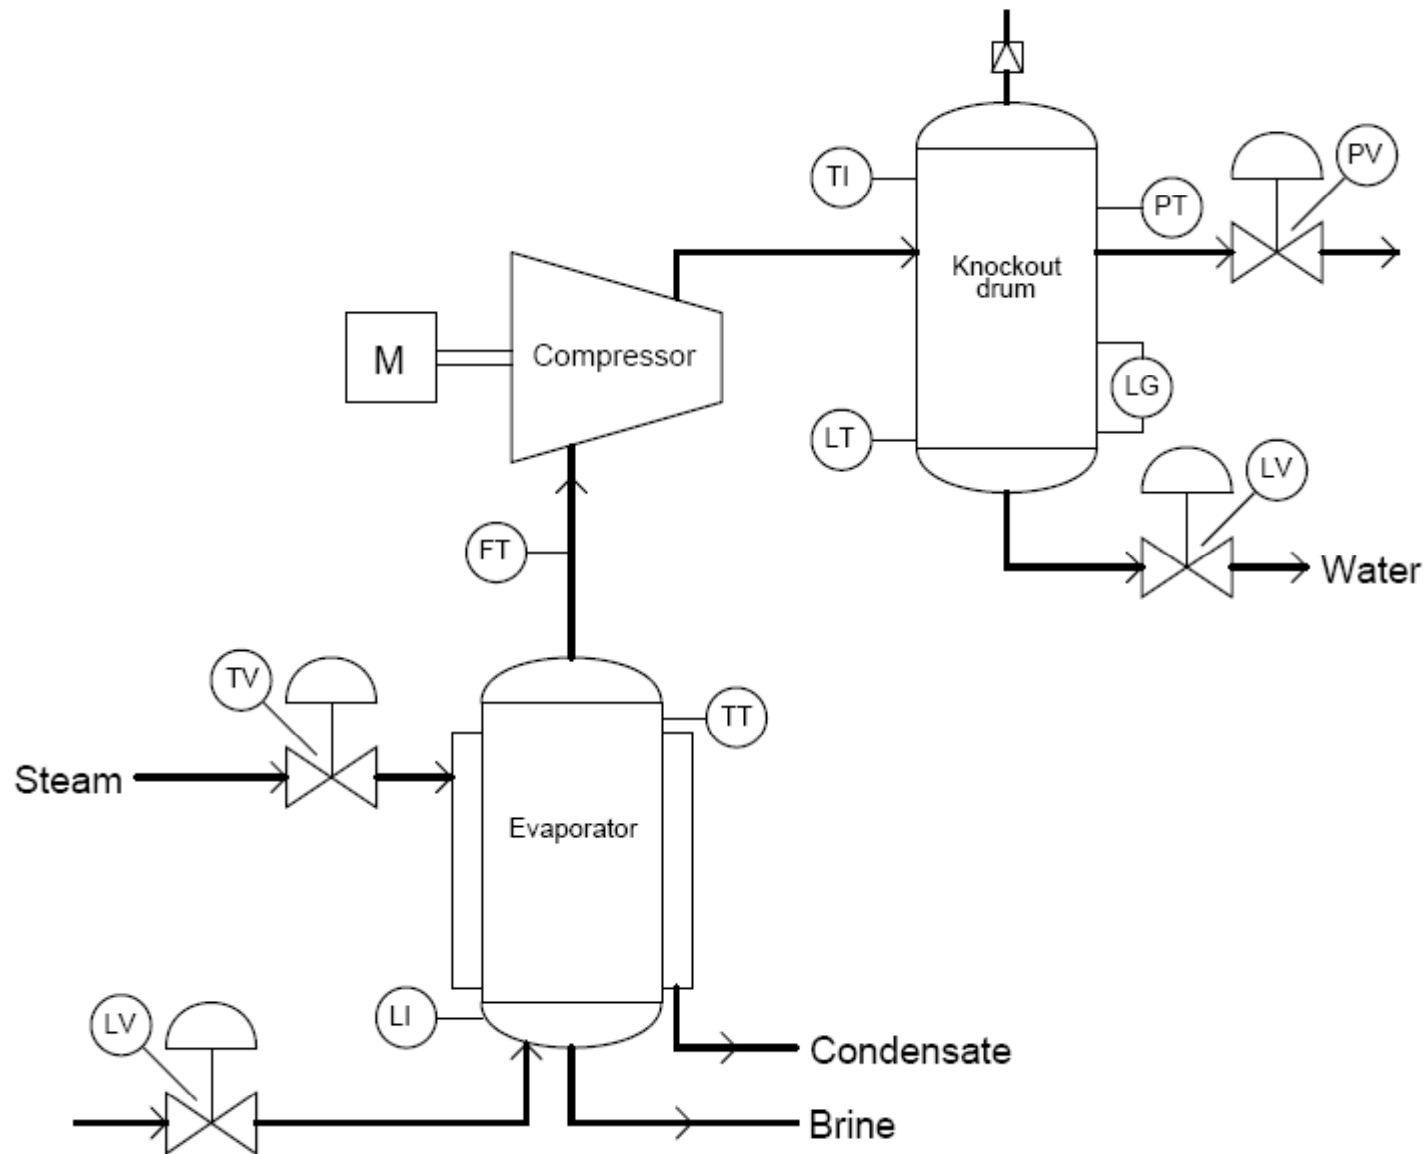 TI
PV
PT
Knockout
drum
M
Compressor
LG
LT
LV
FT
Water
TV
TT
Steam
Evaporator
LI
LV
Condensate
Brine